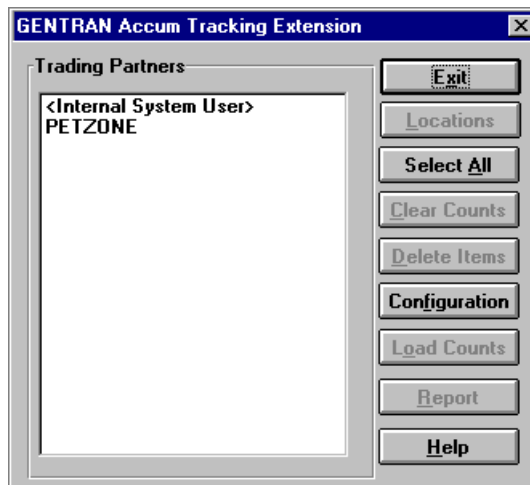 GENTRAN Accum Tracking Extension
Trading Partners
<Internal System User>
PETZONE
Exit
Locations
Select All
Clear Counts
Delete Items
Configuration
Load Counts
Report
Help